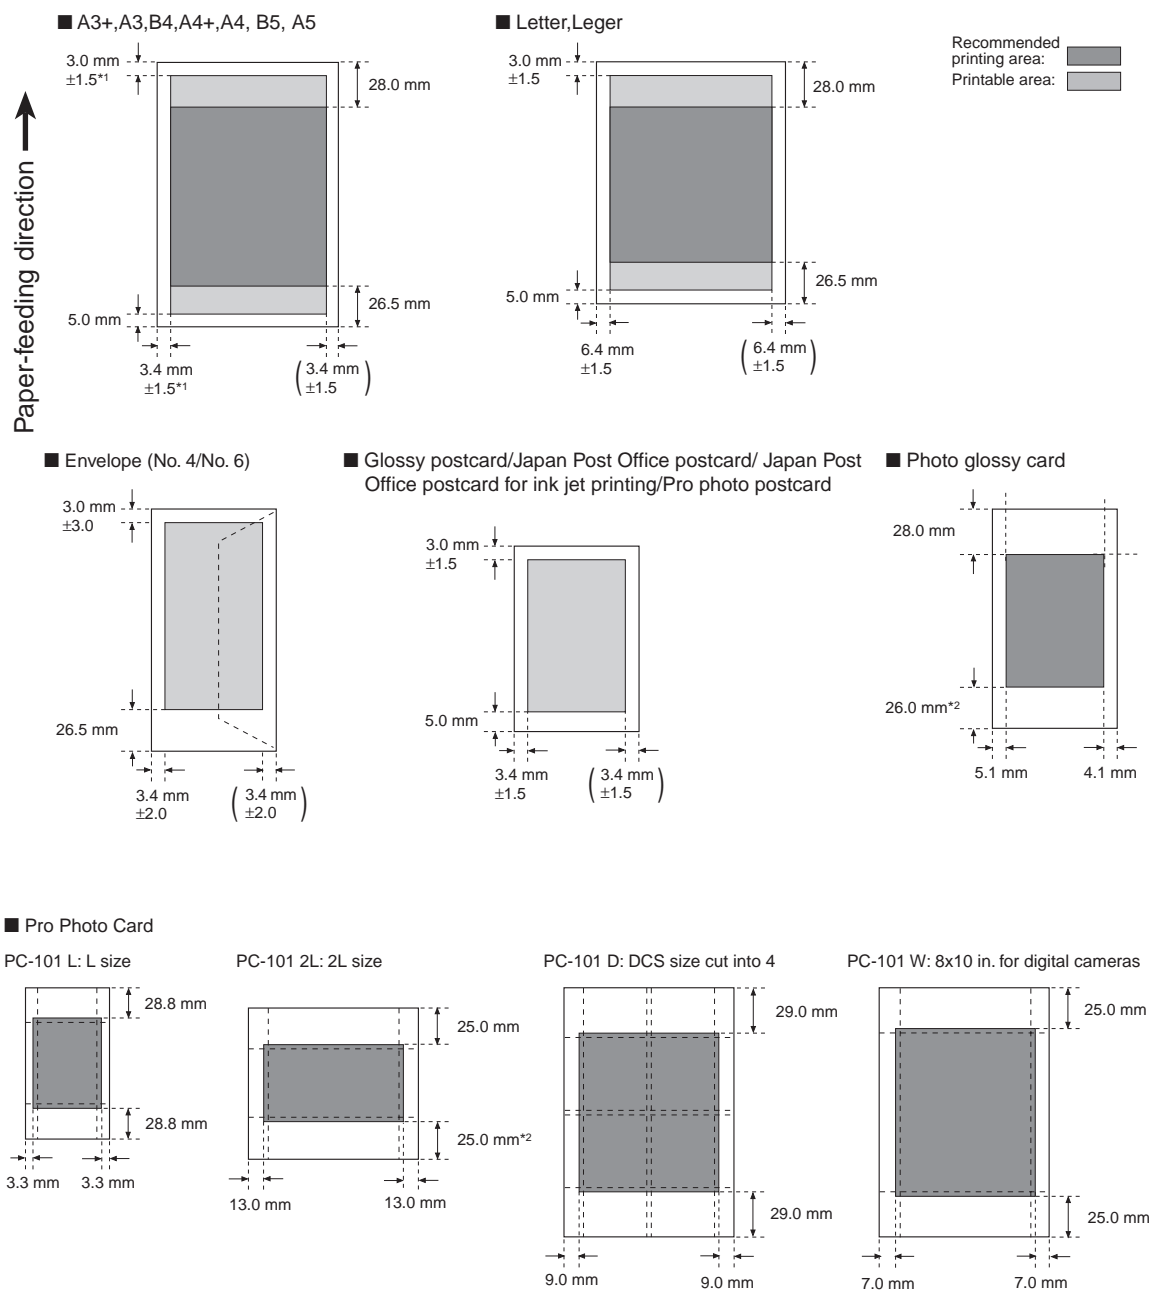 ■ A3+,A3,B4,A4+,A4, B5, A5
3.0 mm
±1.5*1
28.0 mm
26.5 mm
5.0 mm
3.4 mm
±1.5*1
(3.4 mm
±1.5)
■ Letter,Leger
3.0 mm
±1.5
28.0 mm
26.5 mm
5.0 mm
6.4 mm
±1.5
(6.4 mm
±1.5)
Recommended
printing area:
Printable area:
Paper-feeding direction
■ Envelope (No. 4/No. 6)
3.0 mm
±3.0
26.5 mm
3.4 mm
±2.0
(3.4 mm
±2.0)
■ Glossy postcard/Japan Post Office postcard/ Japan Post
Office postcard for ink jet printing/Pro photo postcard
3.0 mm
±1.5
5.0 mm
3.4 mm
±1.5
(3.4 mm
±1.5)
■ Photo glossy card
28.0 mm
26.0 mm*2
5.1 mm
4.1 mm
■ Pro Photo Card
PC-101 L: L size
28.8 mm
28.8 mm
3.3 mm
3.3 mm
PC-101 2L: 2L size
25.0 mm
25.0 mm*2
13.0 mm
13.0 mm
PC-101 D: DCS size cut into 4
29.0 mm
29.0 mm
9.0 mm
9.0 mm
PC-101 W: 8x10 in. for digital cameras
25.0 mm
25.0 mm
7.0 mm
7.0 mm